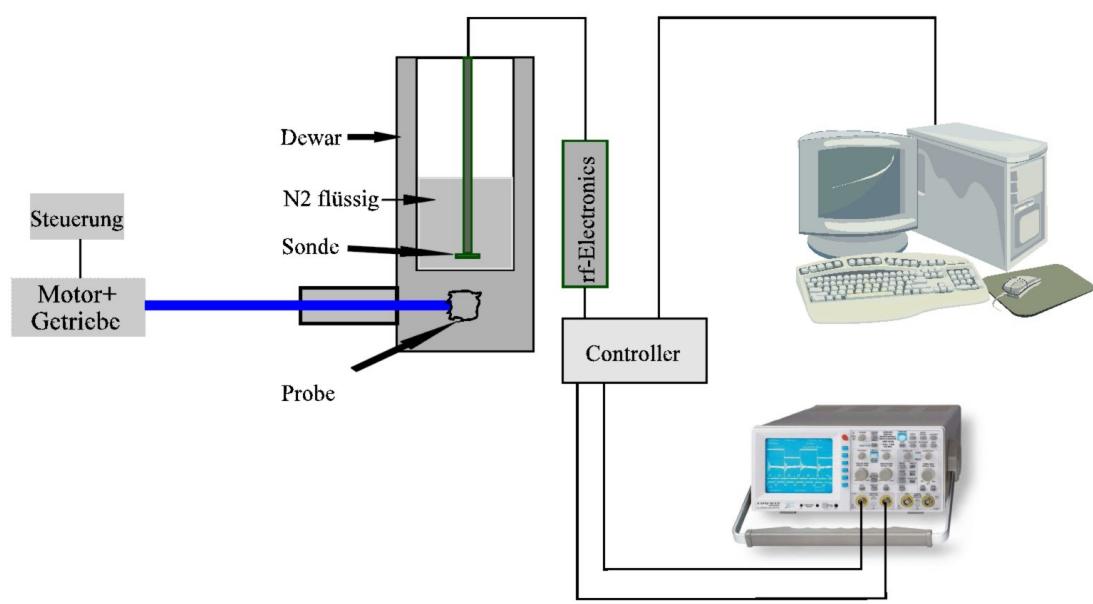 Dewar
N2 flüssig
Sonde
Steuerung
Motor+
Getriebe
Probe
rf-Electronics
Controller